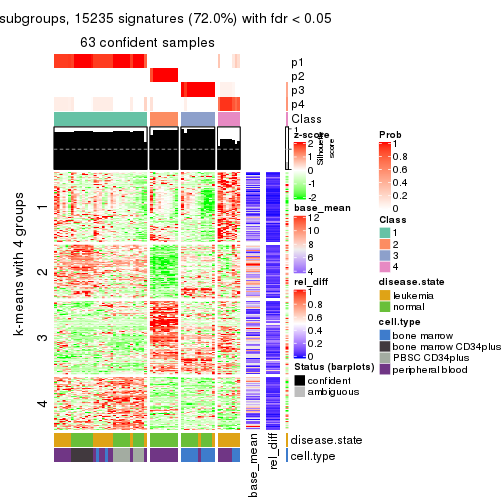 subgroups, 15235 signatures (72.0%) with fdr < 0.05
63 confident samples
p1
p2
p3
p4
Class
1
Silhouette
score
k-means with 4 groups
1
2
3
4
z-score
2
1
0
-1
-2
base_mean
12
10
8
6
4
rel_diff
1
0.8
0.6
0.4
0.2
0
Status (barplots)
confident
ambiguous
Prob
1
0.8
0.6
0.4
0.2
0
Class
1
2
3
4
disease.state
leukemia
normal
cell.type
bone marrow
bone marrow CD34plus
PBSC CD34plus
peripheral blood
disease.state
cell.type
base_mean
rel_diff